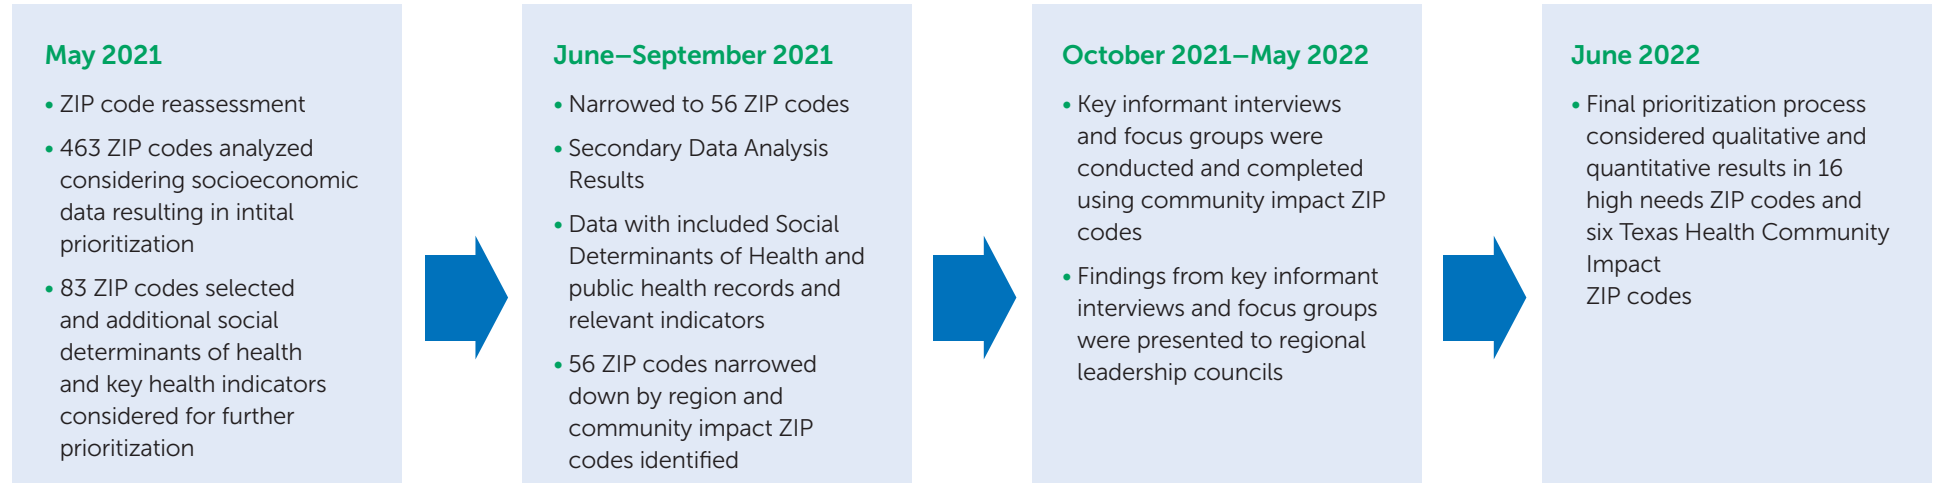 May 2021
• ZIP code reassessment
• 463 ZIP codes analyzed
considering socioeconomic
data resulting in intital
prioritization
• 83 ZIP codes selected
and additional social
determinants of health
and key health indicators
considered for further
prioritization
June–September 2021
• Narrowed to 56 ZIP codes
• Secondary Data Analysis
Results
• Data with included Social
Determinants of Health and
public health records and
relevant indicators
• 56 ZIP codes narrowed
down by region and
community impact ZIP
codes identified
October 2021–May 2022
• Key informant interviews
and focus groups were
conducted and completed
using community impact ZIP
codes
• Findings from key informant
interviews and focus groups
were presented to regional
leadership councils
June 2022
• Final prioritization process
considered qualitative and
quantitative results in 16
high needs ZIP codes and
six Texas Health Community
Impact
ZIP codes